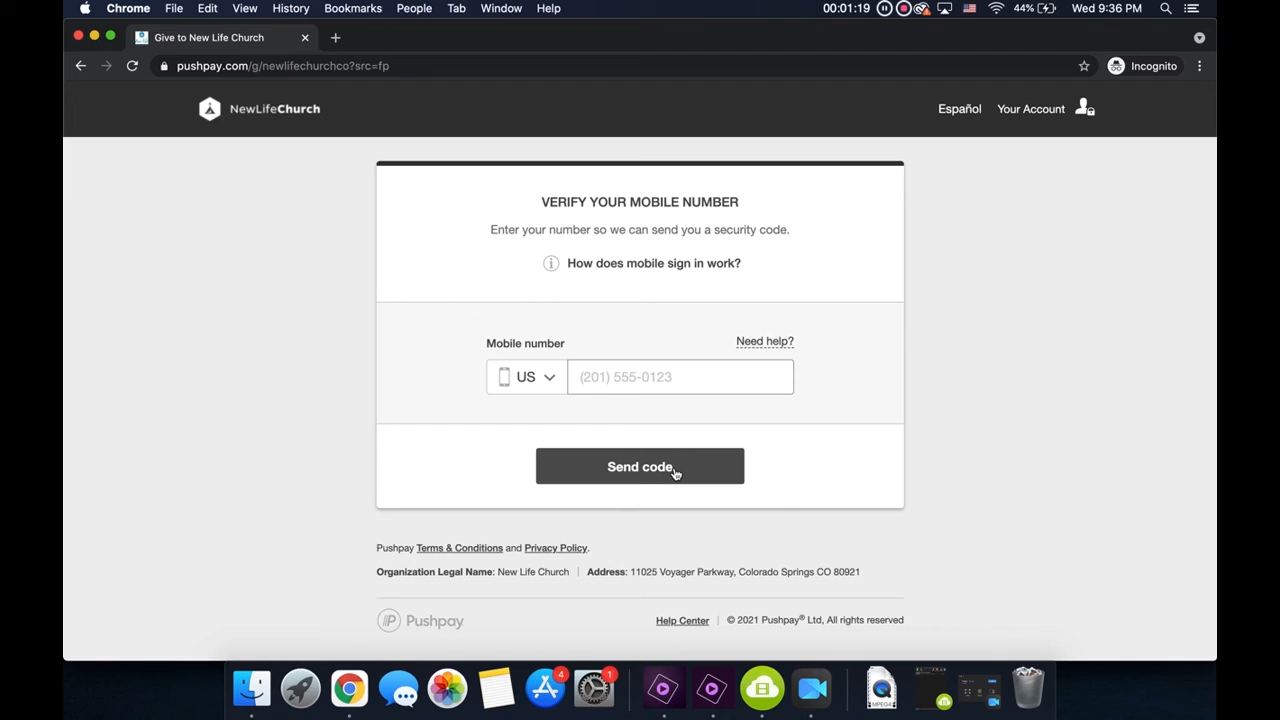 Chrome File Edit View History Bookmarks People Tab Window Help 00:01:19 44% Wed 9:36 PM
Give to New Life Church
pushpay.com/g/newlifechurchco?src=fp Incognito
NewLifeChurch Español Your Account
VERIFY YOUR MOBILE NUMBER
Enter your number so we can send you a security code.
How does mobile sign in work?
Mobile number Need help?
US (201) 555-0123
Send code
Pushpay Terms & Conditions and Privacy Policy.
Organization Legal Name: New Life Church | Address: 11025 Voyager Parkway, Colorado Springs CO 80921
Pushpay Help Center | © 2021 Pushpay® Ltd, All rights reserved
4 1
MPEG4